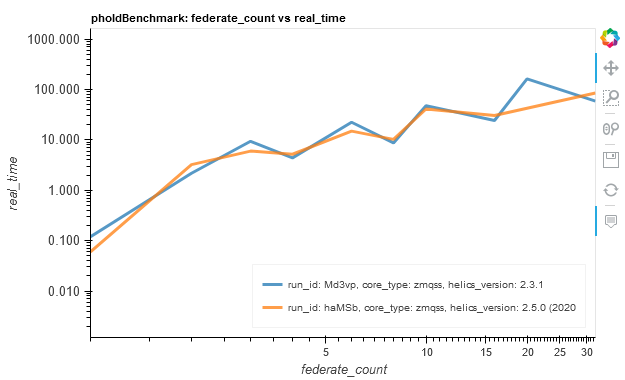 pholdBenchmark: federate_count vs real_time
1000.000
100.000
10.000
1.000
0.100
0.010
real_time
run_id: Md3vp, core_type: zmqss, helics_version: 2.3.1
run_id: haMSb, core_type: zmqss, helics_version: 2.5.0 (2020
5 10 15 20 25 30
federate_count